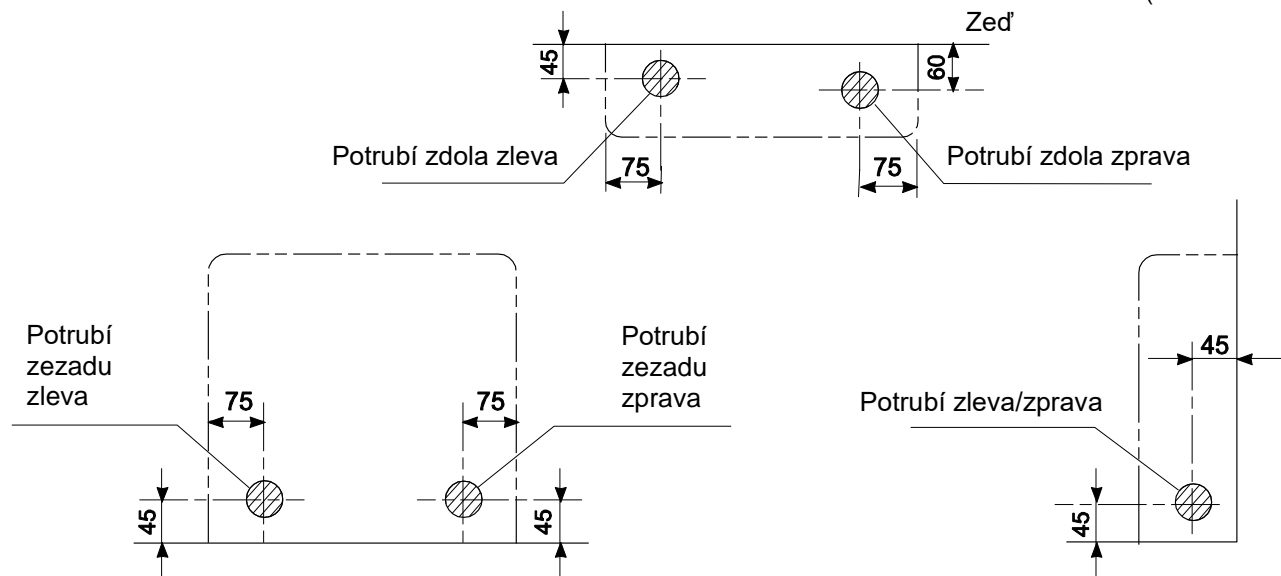 (
Zeď
45
60
Potrubí zdola zleva
75
75
Potrubí zdola zprava
Potrubí
zezadu
zleva
75
75
Potrubí
zezadu
zprava
45
45
Potrubí zleva/zprava
45
45